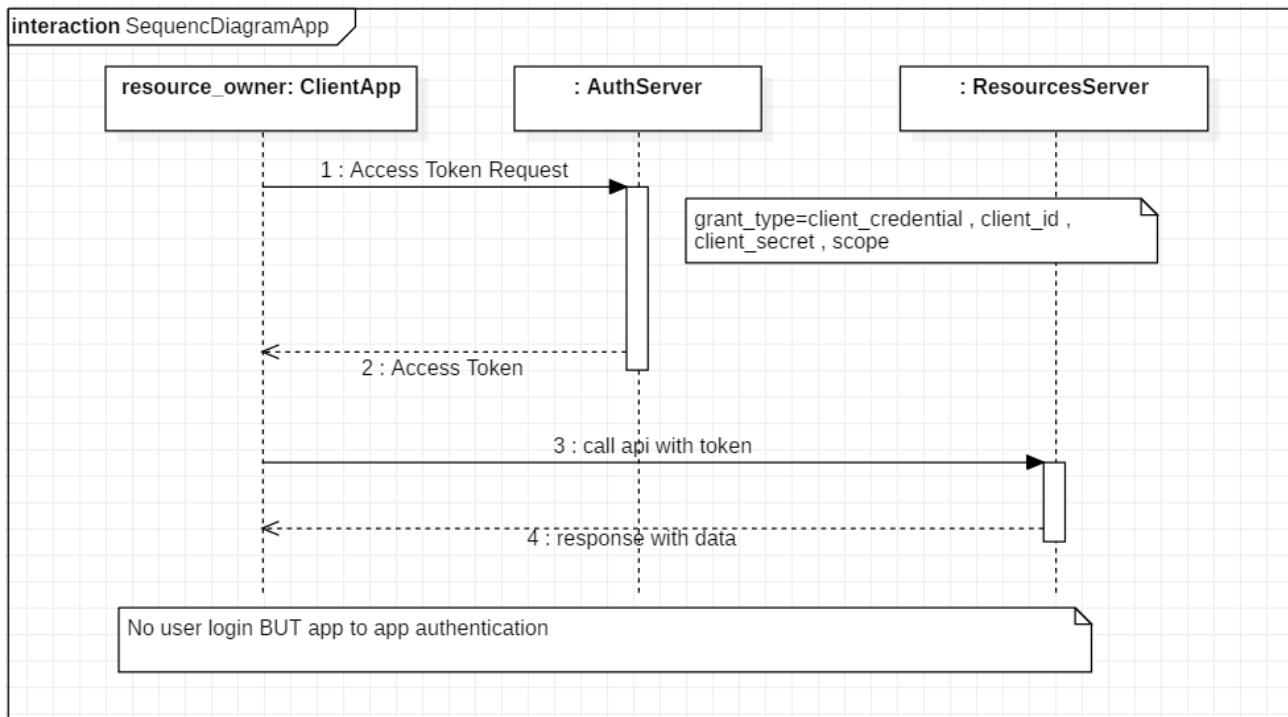 interaction SequencDiagramApp
resource_owner: ClientApp
: AuthServer
: ResourcesServer
1 : Access Token Request
grant_type=client_credential , client_id ,
client_secret , scope
2 : Access Token
3 : call api with token
4 : response with data
No user login BUT app to app authentication